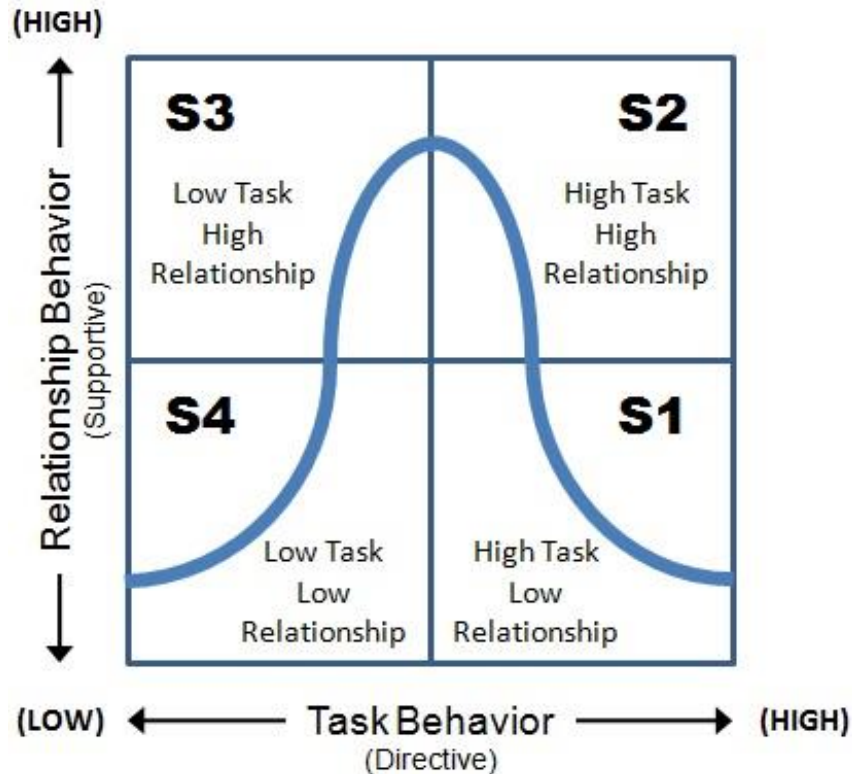 (HIGH)
S3
S2
Low Task
High
Relationship
High Task
High
Relationship
Relationship Behavior
(Supportive)
S4
S1
Low Task
Low
Relationship
High Task
Low
Relationship
(LOW)
Task Behavior
(HIGH)
(Directive)